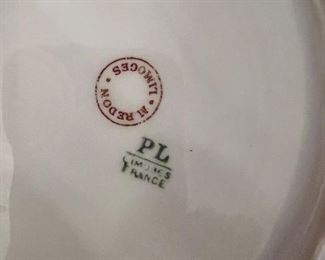 M. REDON • LIMOGES •
PL
LIMOGES
FRANCE